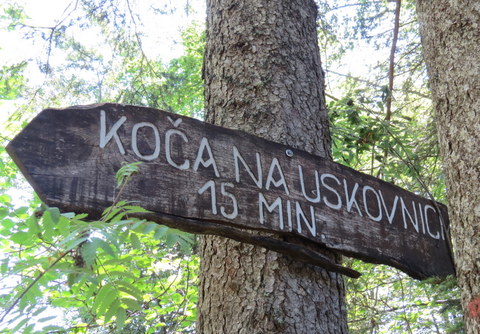 KOČA NA USKOVNICI
15 MIN.